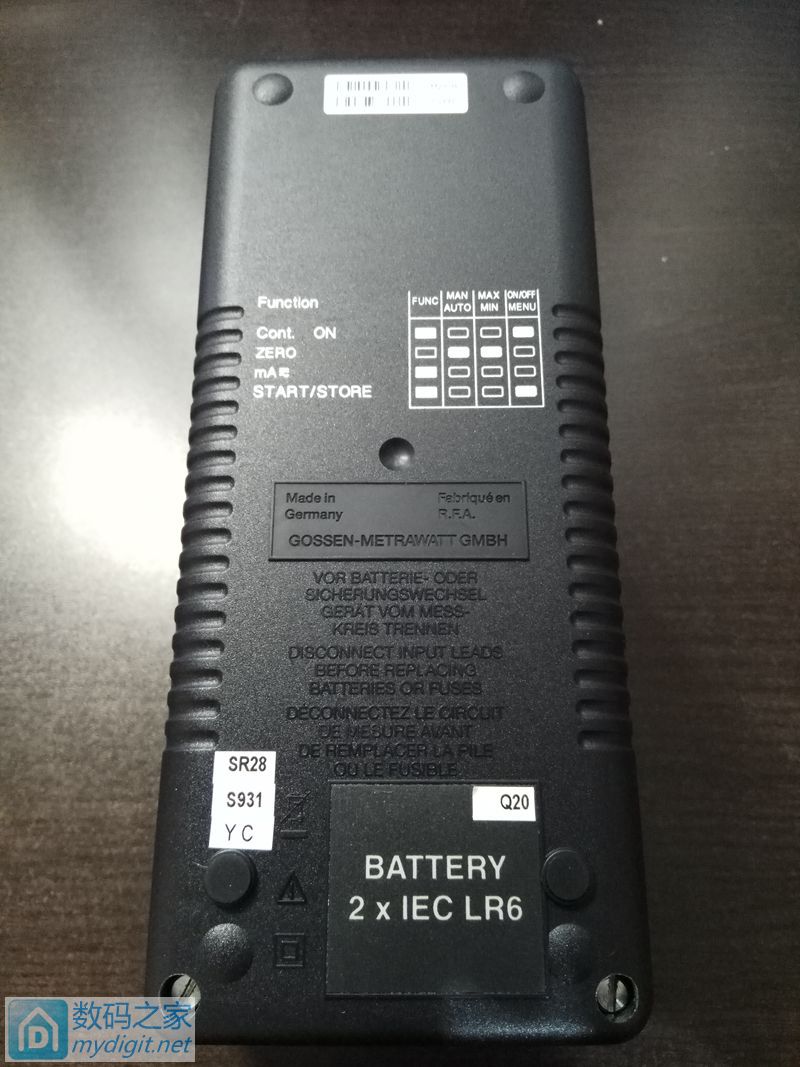 Function
FUNC
MAN
AUTO
MAX
MIN
ON/OFF
MENU
Cont. ON
ZERO
mA
START/STORE
Made in
Germany
Fabriqué en
R.F.A.
GOSSEN-METRAWATT GMBH
VOR BATTERIE- ODER
SICHERUNGSWECHSEL
GERÄT VOM MESS-
KREIS TRENNEN
DISCONNECT INPUT LEADS
BEFORE REPLACING
BATTERIES OR FUSES
DÉCONNECTEZ LE CIRCUIT
DE MESURE AVANT
DE REMPLACER LA PILE
OU LE FUSIBLE
SR28
S931
Y C
Q20
BATTERY
2 x IEC LR6
数码之家
mydigit.net